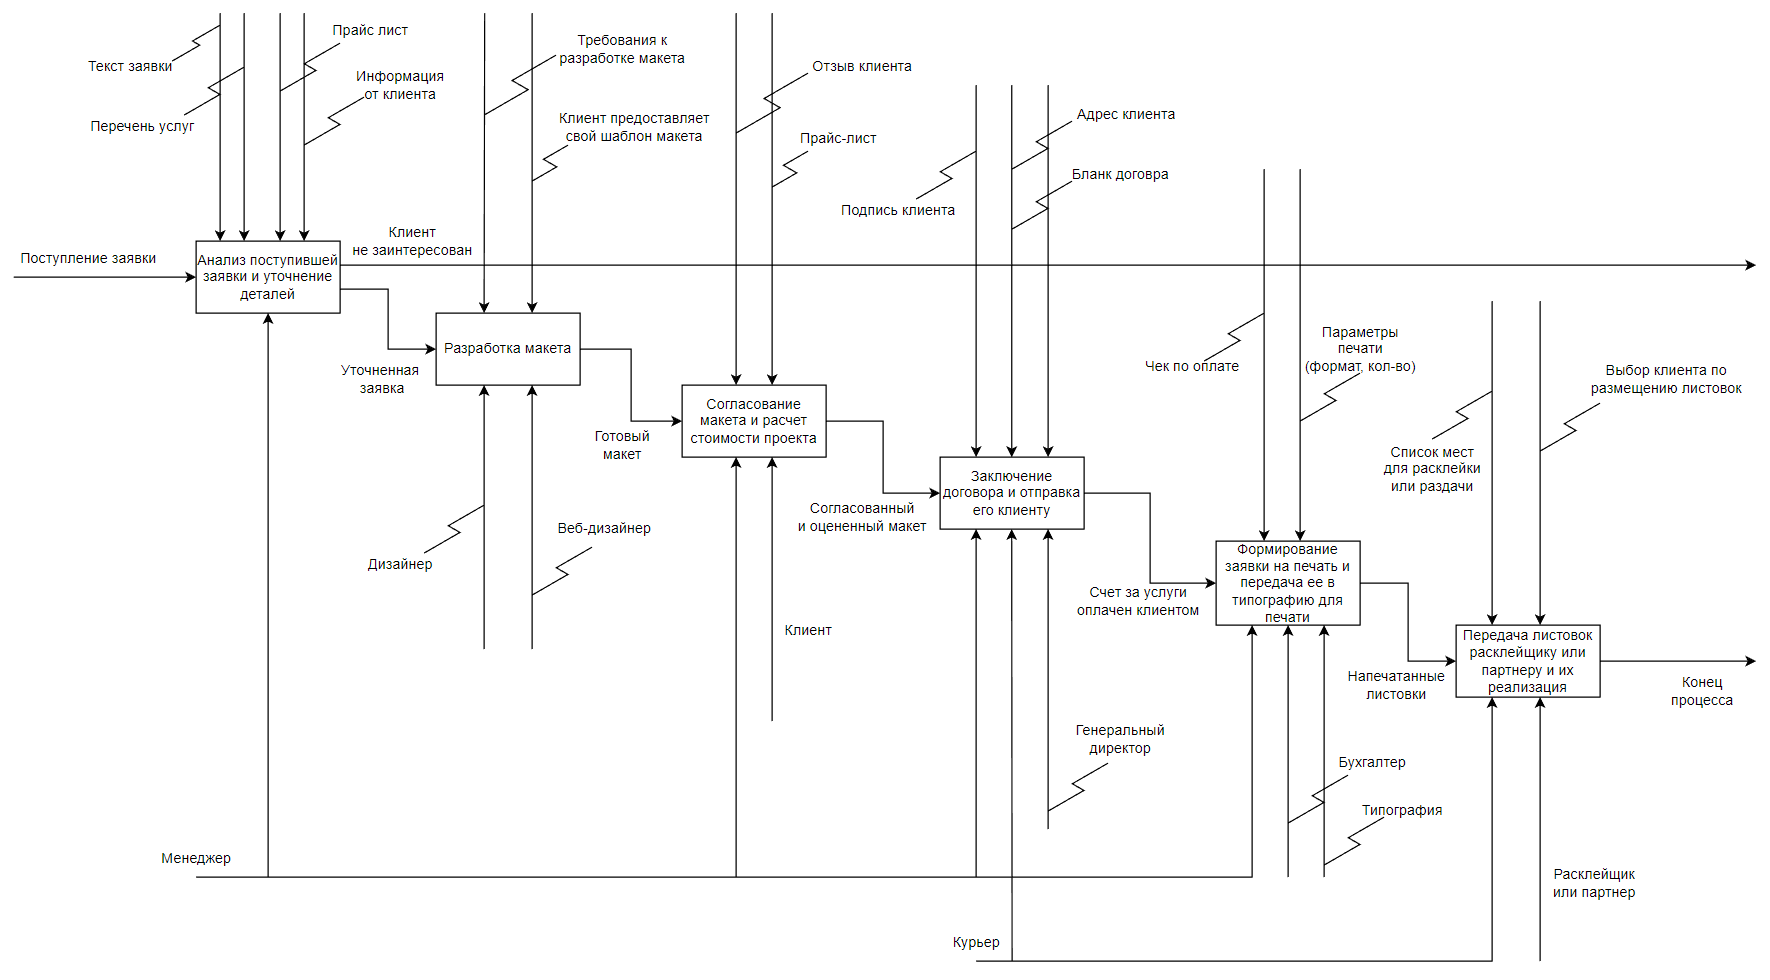 Прайс лист
Текст заявки
Информация
от клиента
Перечень услуг
Требования к
разработке макета
Клиент предоставляет
свой шаблон макета
Отзыв клиента
Прайс-лист
Адрес клиента
Бланк договра
Подпись клиента
Поступление заявки
Анализ поступившей
заявки и уточнение
деталей
Клиент
не заинтересован
Уточненная
заявка
Разработка макета
Готовый
макет
Согласование
макета и расчет
стоимости проекта
Чек по оплате
Параметры
печати
(формат, кол-во)
Выбор клиента по
размещению листовок
Список мест
для расклейки
или раздачи
Согласованный
и оцененный макет
Заключение
договора и отправка
его клиенту
Дизайнер
Веб-дизайнер
Клиент
Счет за услуги
оплачен клиентом
Формирование
заявки на печать и
передача ее в
типографию для
печати
Напечатанные
листовки
Передача листовок
расклейщику или
партнеру и их
реализация
Конец
процесса
Генеральный
директор
Бухгалтер
Типография
Менеджер
Расклейщик
или партнер
Курьер